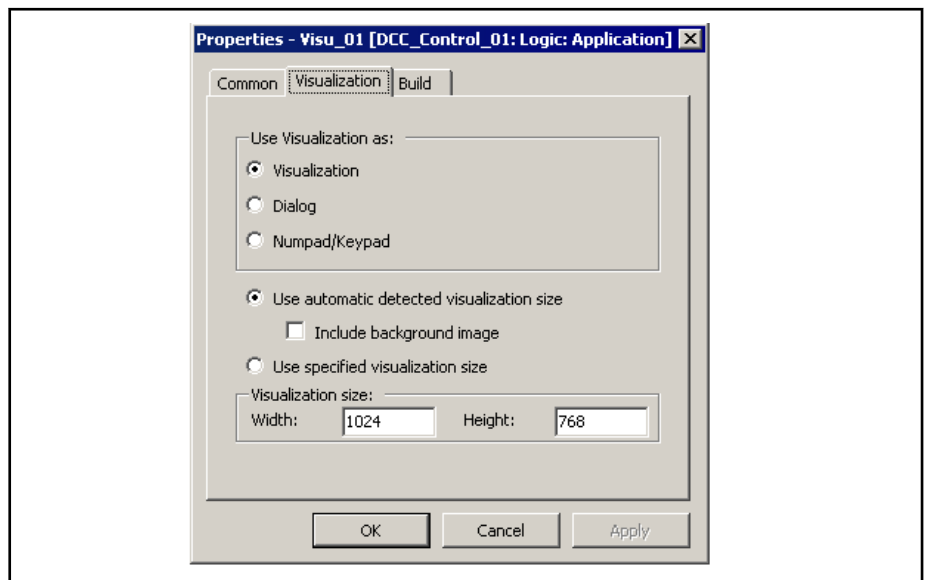 Properties - Visu_01 [DCC_Control_01: Logic: Application]
Common Visualization Build
Use Visualization as:
Visualization
Dialog
Numpad/Keypad
Use automatic detected visualization size
Include background image
Use specified visualization size
Visualization size:
Width: 1024 Height: 768
OK Cancel Apply